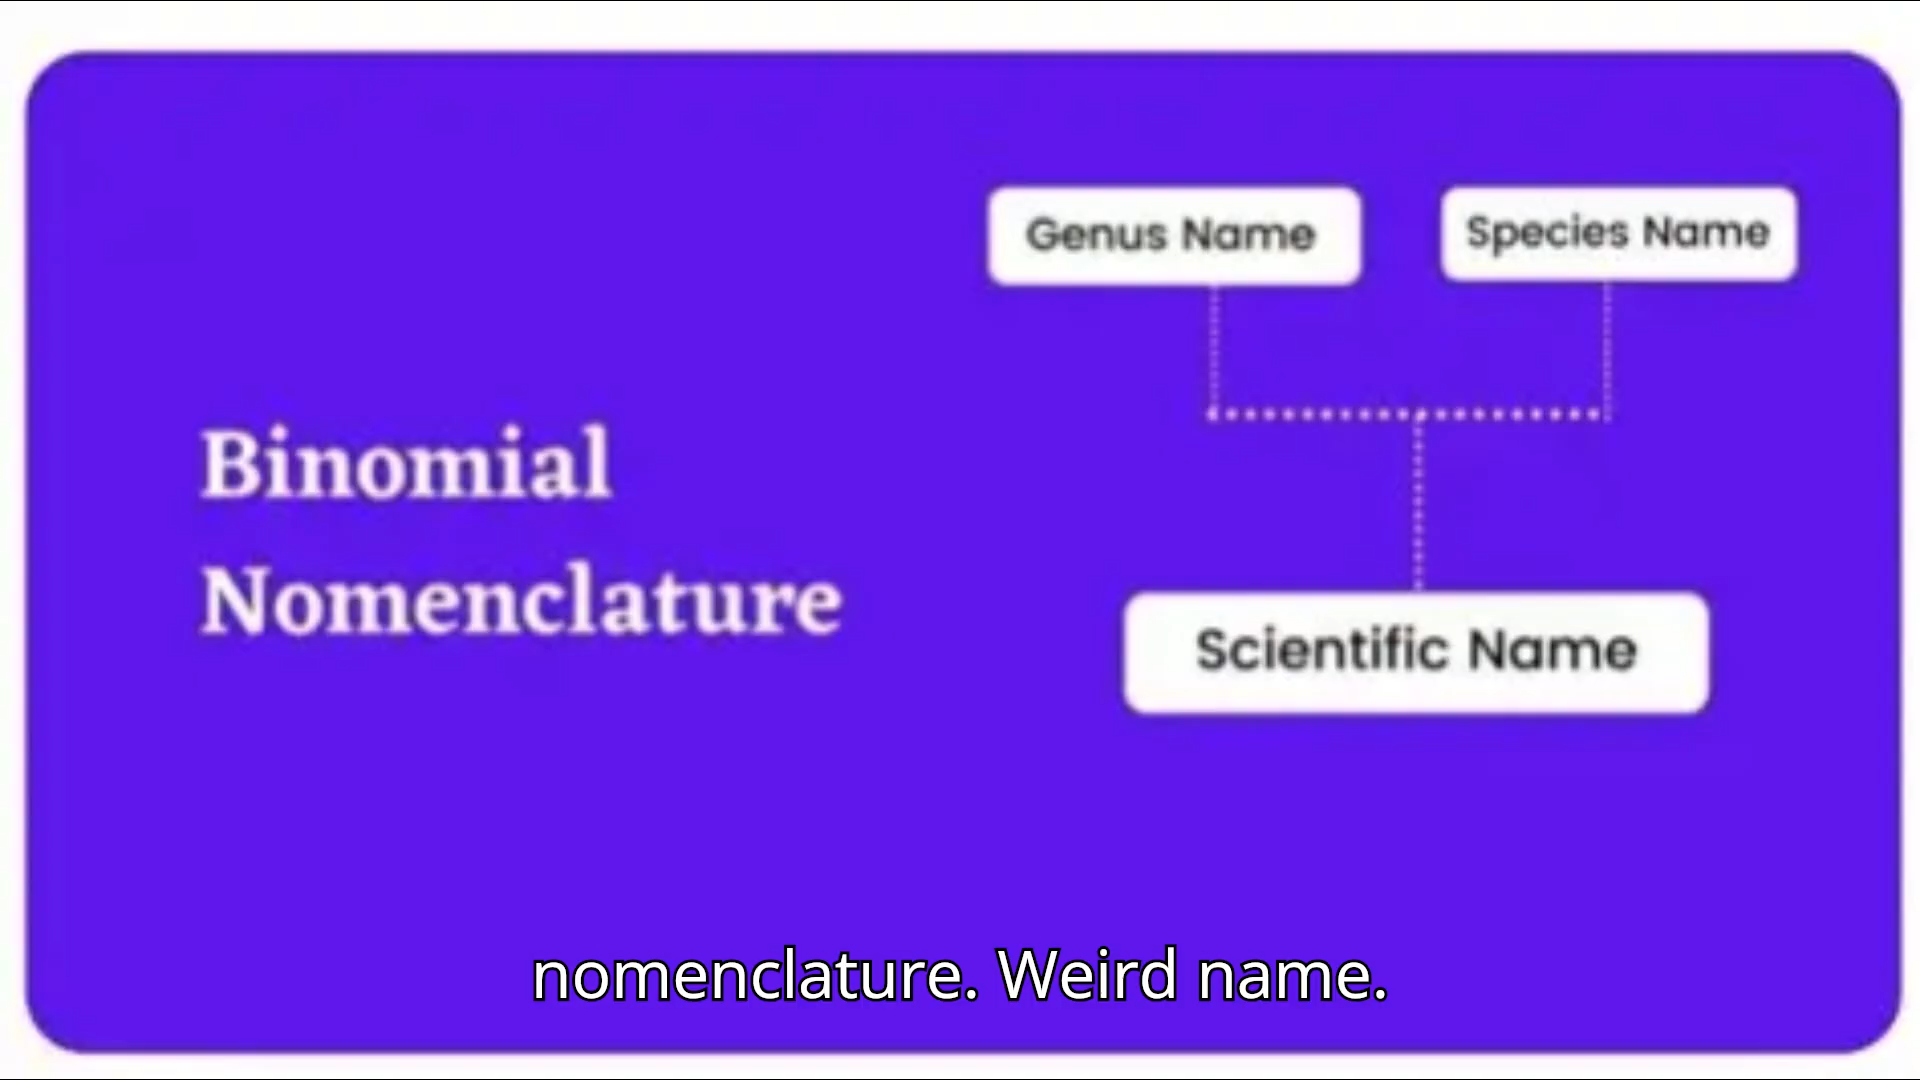 Genus Name
Species Name
Binomial
Nomenclature
Scientific Name
nomenclature. Weird name.